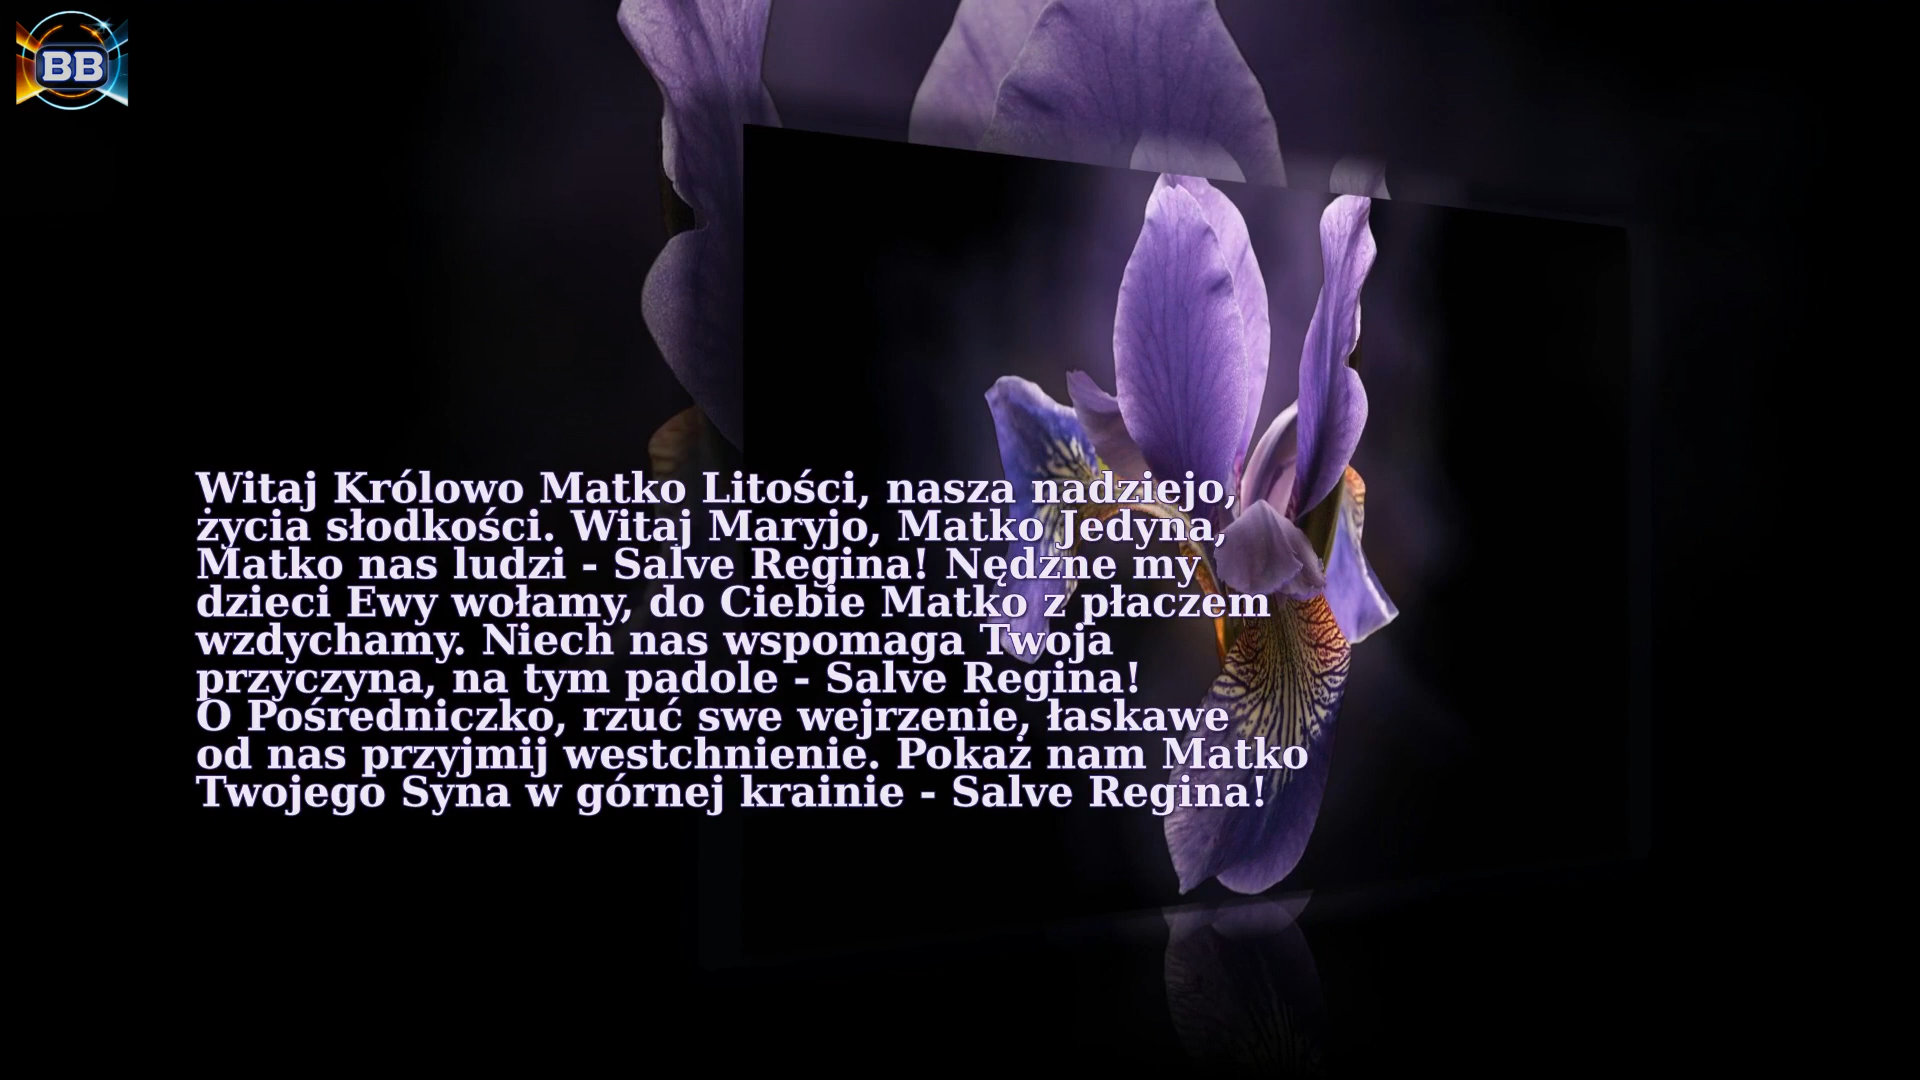 BB
Witaj Królowo Matko Litości, nasza nadziejo,
życia słodkości. Witaj Maryjo, Matko Jedyna,
Matko nas ludzi - Salve Regina! Nędzne my
dzieci Ewy wołamy, do Ciebie Matko z płaczem
wzdychamy. Niech nas wspomaga Twoja
przyczyna, na tym padole - Salve Regina!
O Pośredniczko, rzuć swe wejrzenie, łaskawe
od nas przyjmij westchnienie. Pokaż nam Matko
Twojego Syna w górnej krainie - Salve Regina!